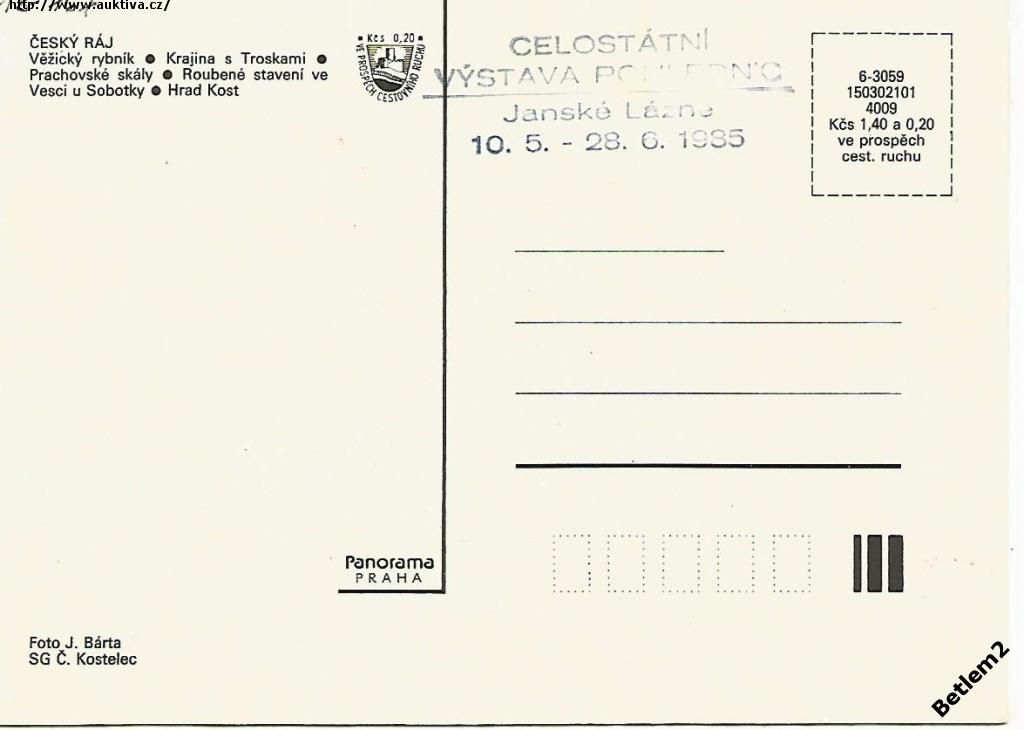 http://www.auktiva.cz/
ČESKÝ RÁJ
Věžický rybník ● Krajina s Troskami ●
Prachovské skály ● Roubené stavení ve
Vesci u Sobotky ● Hrad Kost
Kčs 0,20
VE PROSPĚCH CESTOVNÍHO RUCHU
CELOSTÁTNÍ
VÝSTAVA
Janské Lázně
10. 5. - 28. 6. 1985
6-3059
150302101
4009
Kčs 1,40 a 0,20
ve prospěch
cest. ruchu
Panorama
PRAHA
Foto J. Bárta
SG Č. Kostelec
Betlem2